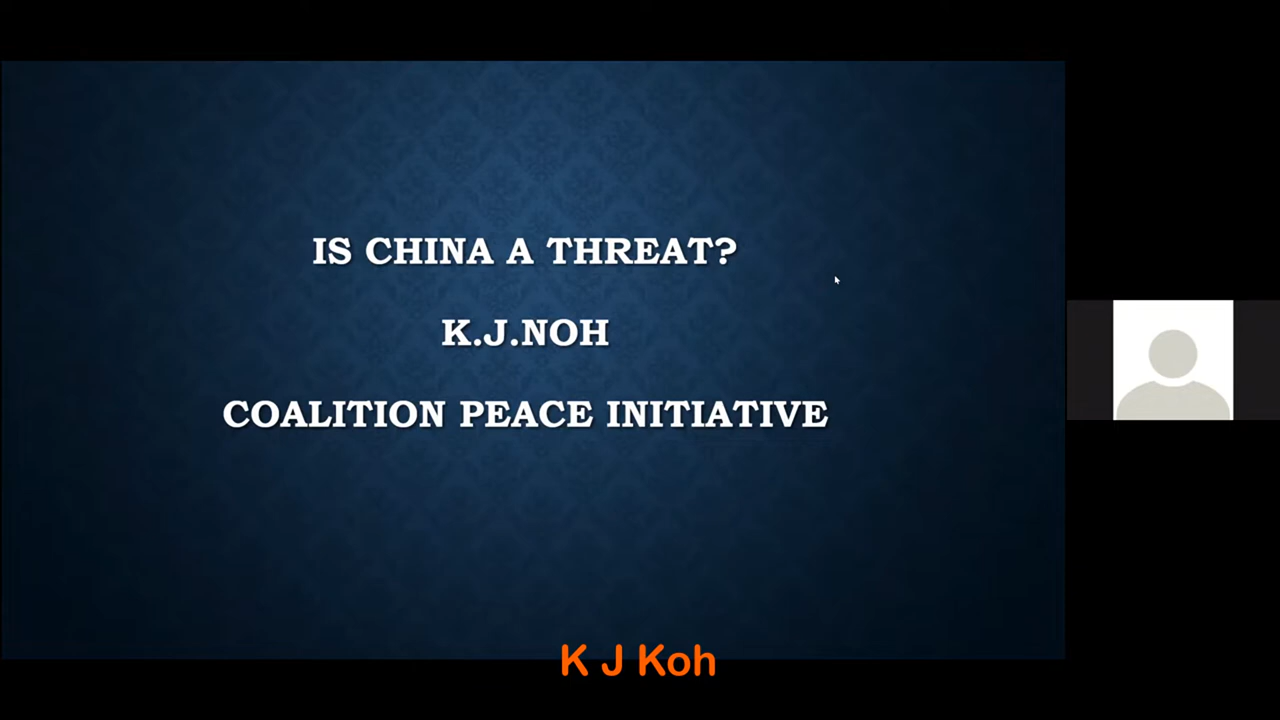 IS CHINA A THREAT?
K.J.NOH
COALITION PEACE INITIATIVE
K J Koh